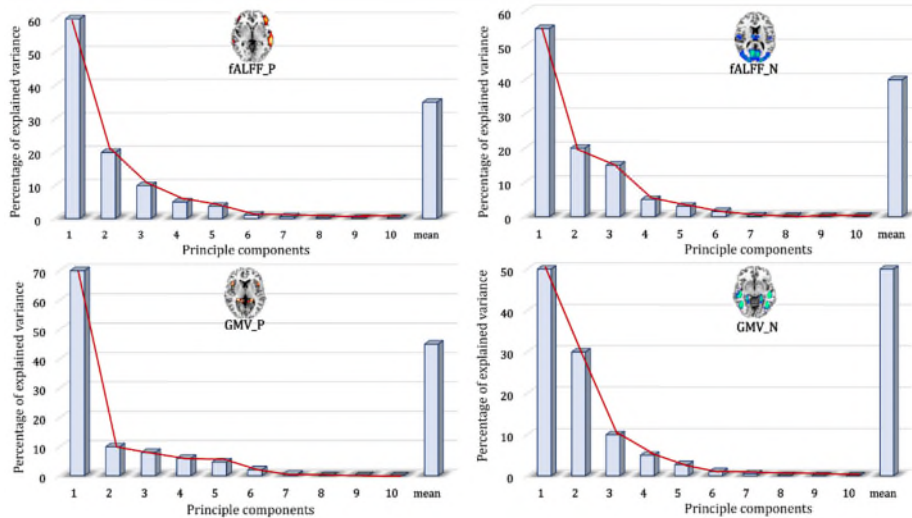 Percentage of explained variance
60
50
40
30
20
10
0
fALFF_P
1 2 3 4 5 6 7 8 9 10 mean
Principle components
Percentage of explained variance
60
50
40
30
20
10
0
fALFF_N
1 2 3 4 5 6 7 8 9 10 mean
Principle components
Percentage of explained variance
70
60
50
40
30
20
10
0
GMV_P
1 2 3 4 5 6 7 8 9 10 mean
Principle components
Percentage of explained variance
50
40
30
20
10
0
GMV_N
1 2 3 4 5 6 7 8 9 10 mean
Principle components